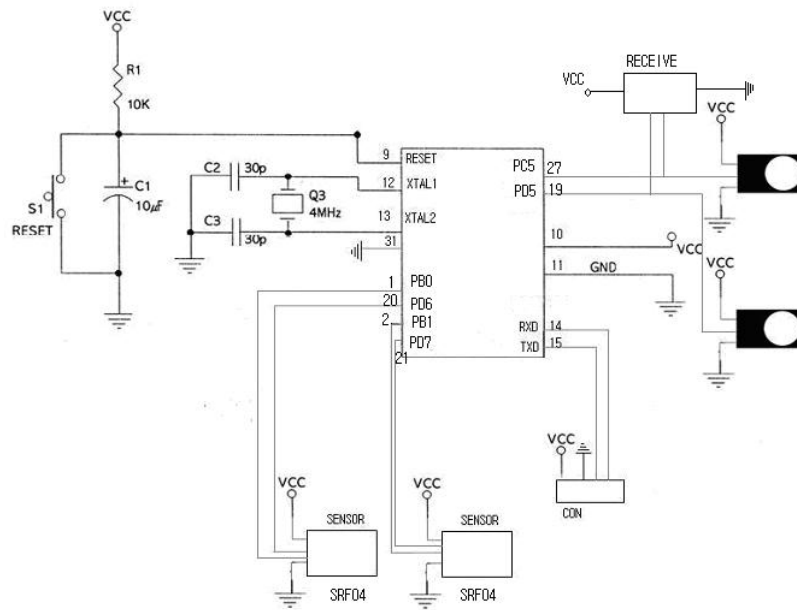 VCC
R1
10K
S1
RESET
C1
10µF
C2
30p
C3
30p
Q3
4MHz
9
12
13
31
1
20
2
21
RESET
XTAL1
XTAL2
PB0
PD6
PB1
PD7
PC5
PD5
RXD
TXD
27
19
10
11
GND
14
15
VCC
RECEIVE
VCC
VCC
VCC
VCC
CON
VCC
SENSOR
SRF04
VCC
SENSOR
SRF04